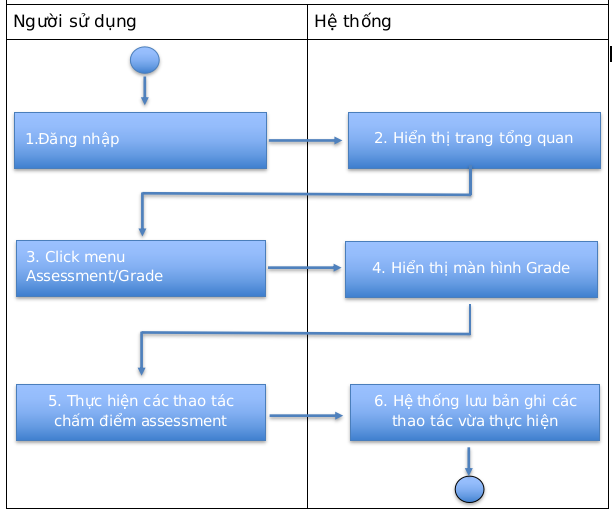 Người sử dụng
Hệ thống
1.Đăng nhập
2. Hiển thị trang tổng quan
3. Click menu
Assessment/Grade
4. Hiển thị màn hình Grade
5. Thực hiện các thao tác
chấm điểm assessment
6. Hệ thống lưu bản ghi các
thao tác vừa thực hiện